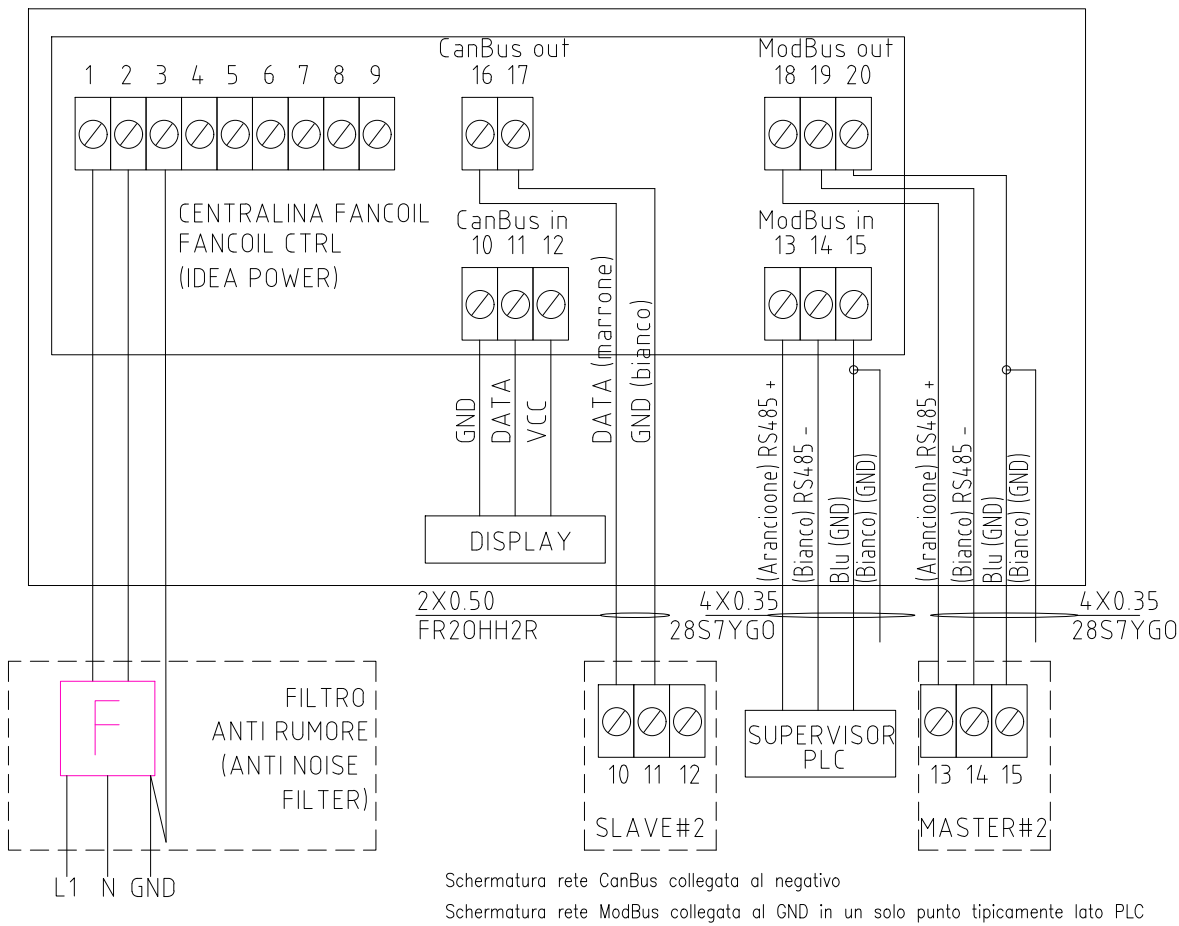 CanBus out
ModBus out
1 2 3 4 5 6 7 8 9
16 17
18 19 20
CENTRALINA FANCOIL
FANCOIL CTRL
(IDEA POWER)
CanBus in
10 11 12
ModBus in
13 14 15
GND
DATA
VCC
DATA (marrone)
GND (bianco)
(Arancioone) RS485 +
(Bianco) RS485 -
Blu (GND)
(Bianco) (GND)
(Arancioone) RS485 +
(Bianco) RS485 -
Blu (GND)
(Bianco) (GND)
DISPLAY
2X0.50
FR2OHH2R
4X0.35
28S7YG0
4X0.35
28S7YG0
F
FILTRO
ANTI RUMORE
(ANTI NOISE
FILTER)
L1 N GND
10 11 12
SLAVE#2
SUPERVISOR
PLC
13 14 15
MASTER#2
Schermatura rete CanBus collegata al negativo
Schermatura rete ModBus collegata al GND in un solo punto tipicamente lato PLC